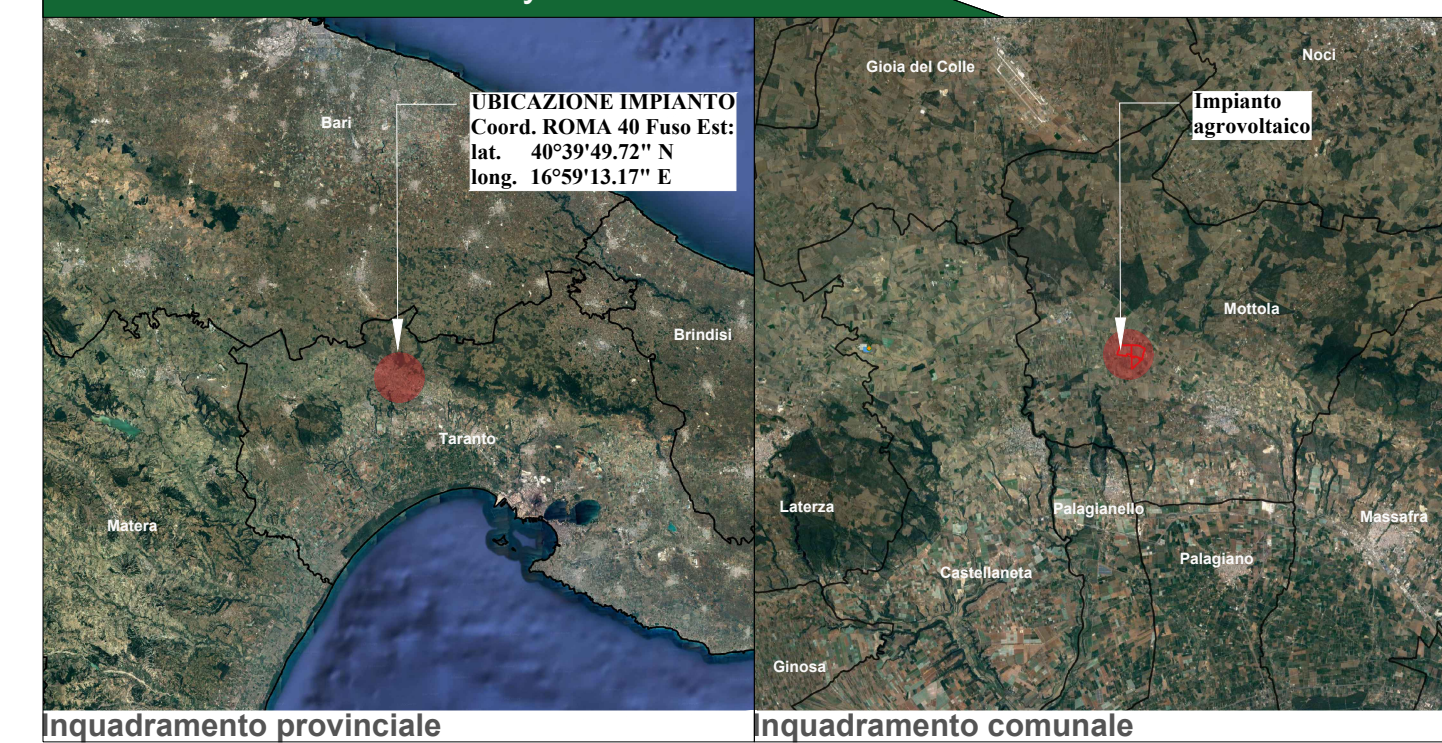 Bari
UBICAZIONE IMPIANTO
Coord. ROMA 40 Fuso Est:
lat. 40°39'49.72" N
long. 16°59'13.17" E
Brindisi
Taranto
Matera
Inquadramento provinciale
Gioia del Colle
Noci
Impianto
agrovoltaico
Mottola
Laterza
Palagianello
Massafra
Palagiano
Castellaneta
Ginosa
Inquadramento comunale